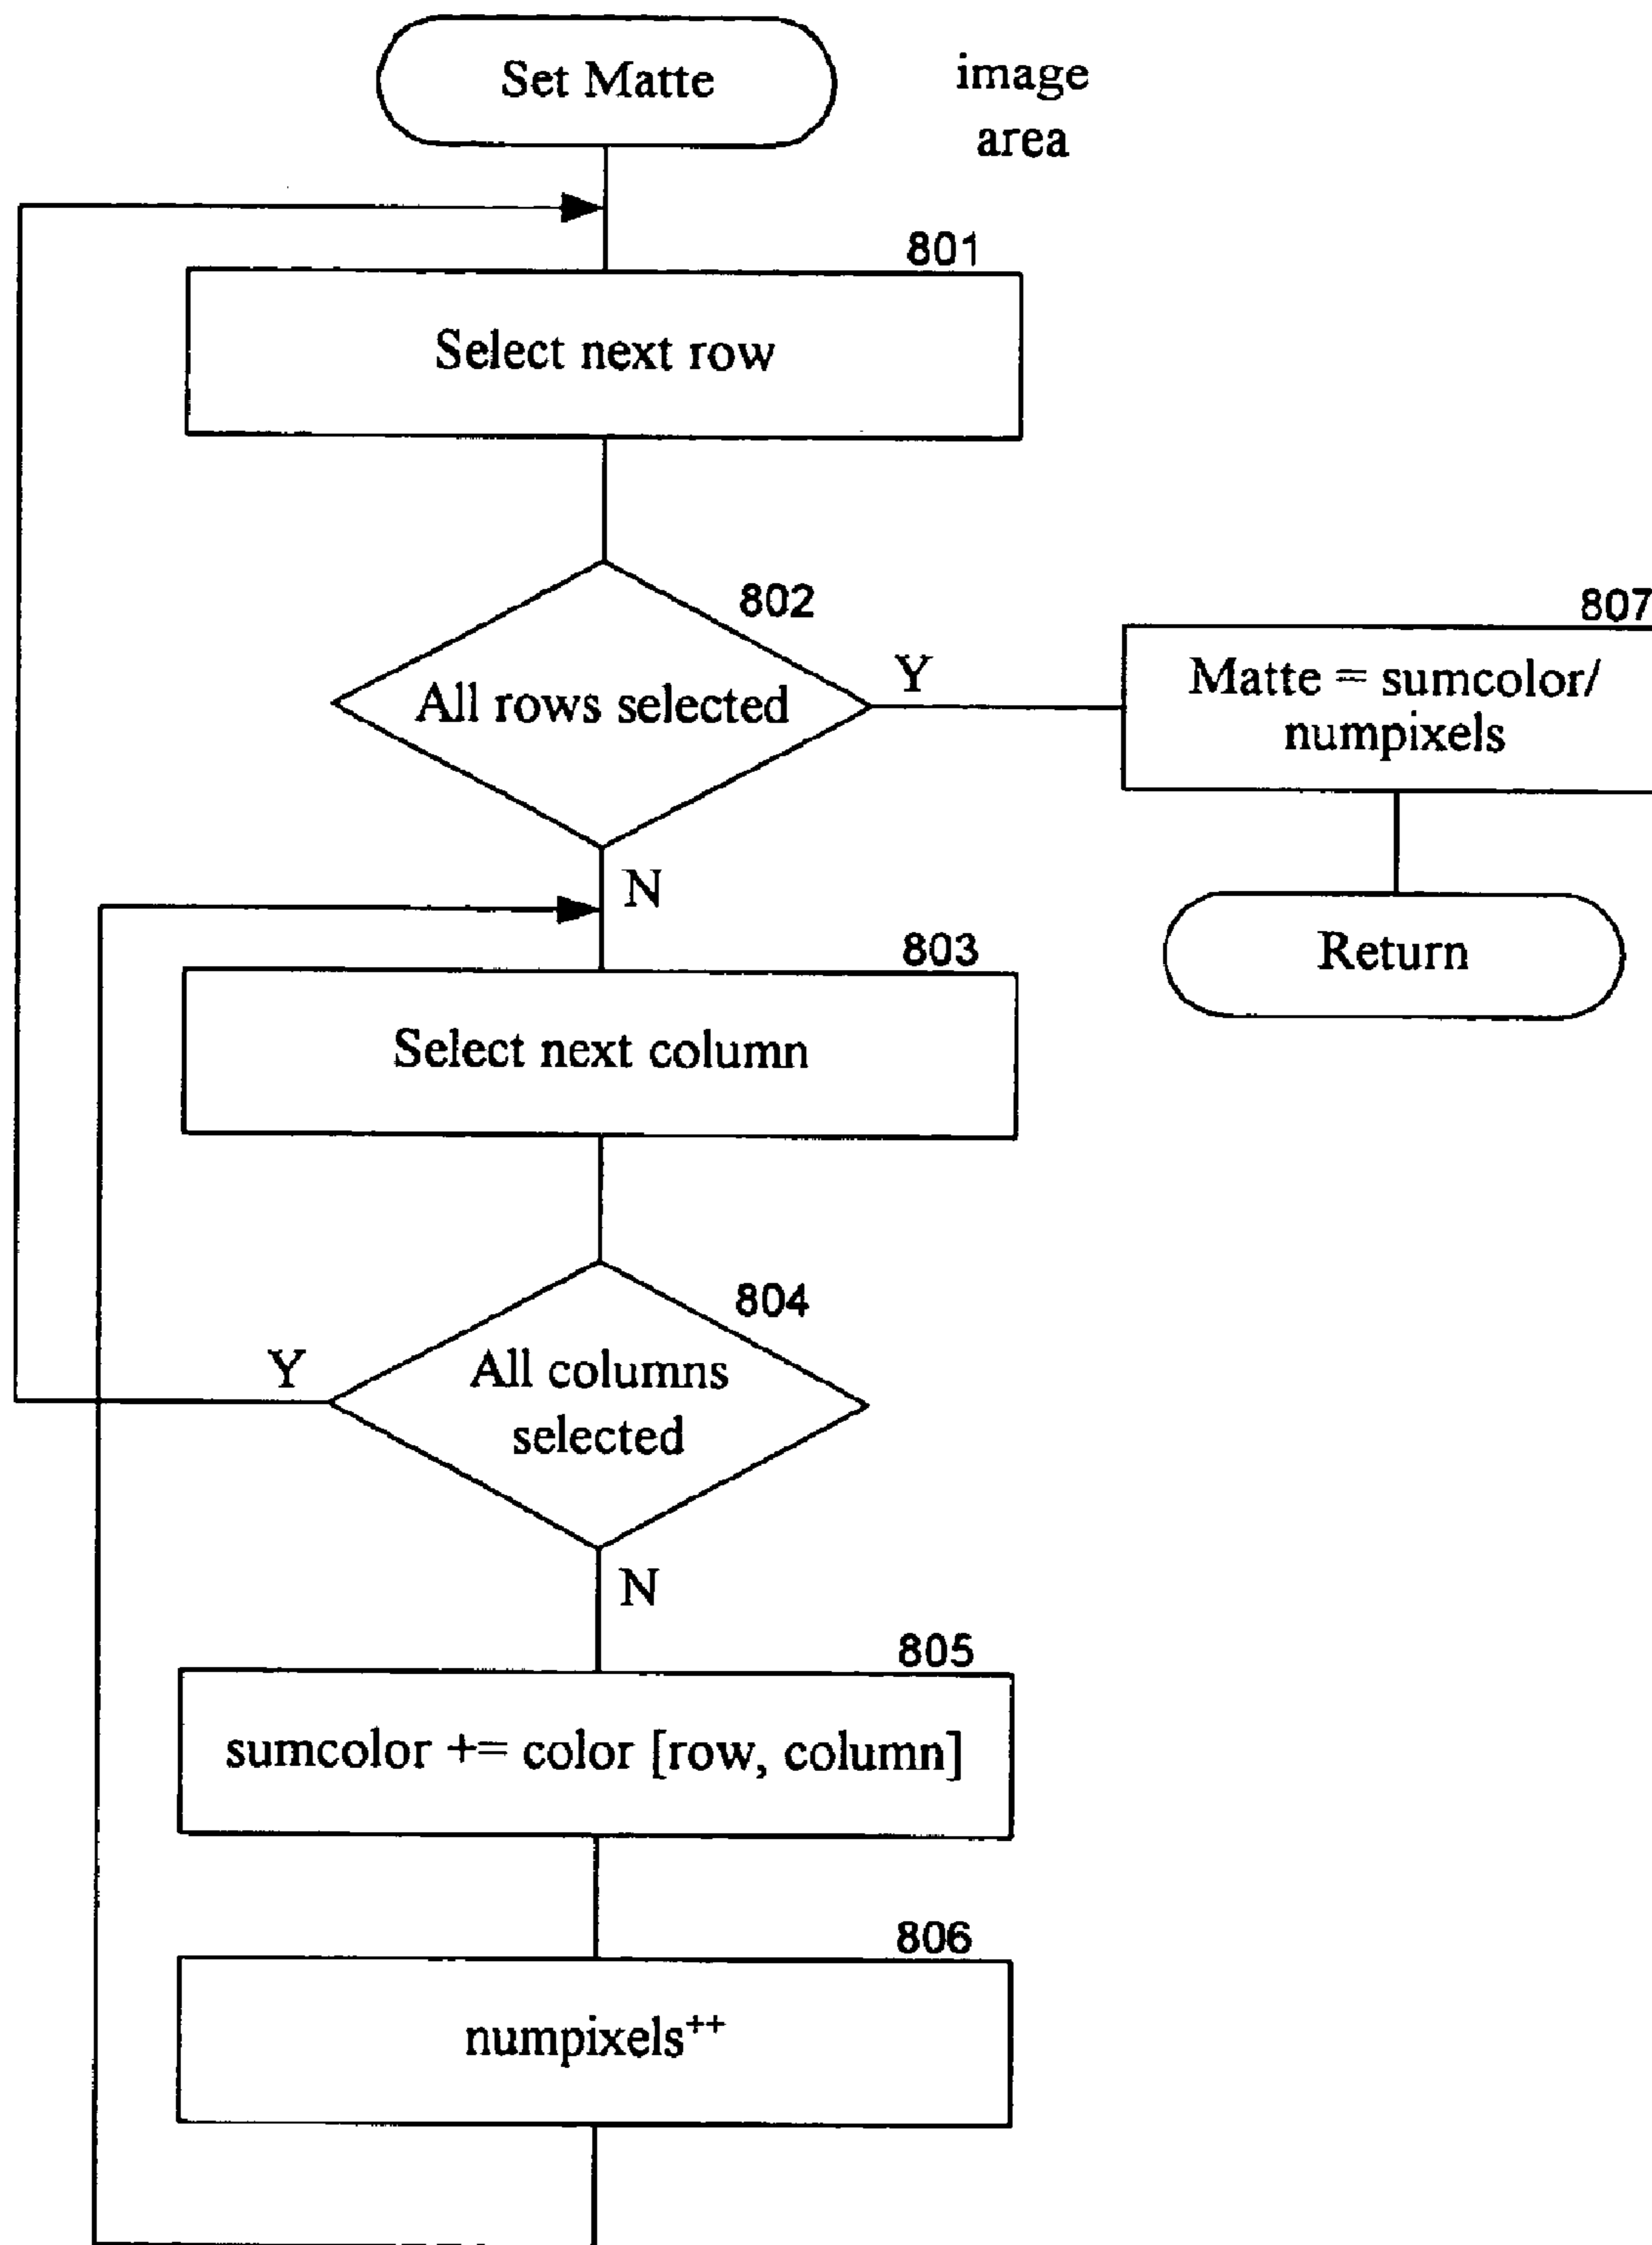 Set Matte
image
area
801
Select next row
802
All rows selected
Y
807
Matte = sumcolor/
numpixels
N
Return
803
Select next column
804
Y
All columns
selected
N
805
sumcolor += color [row, column]
806
numpixels++